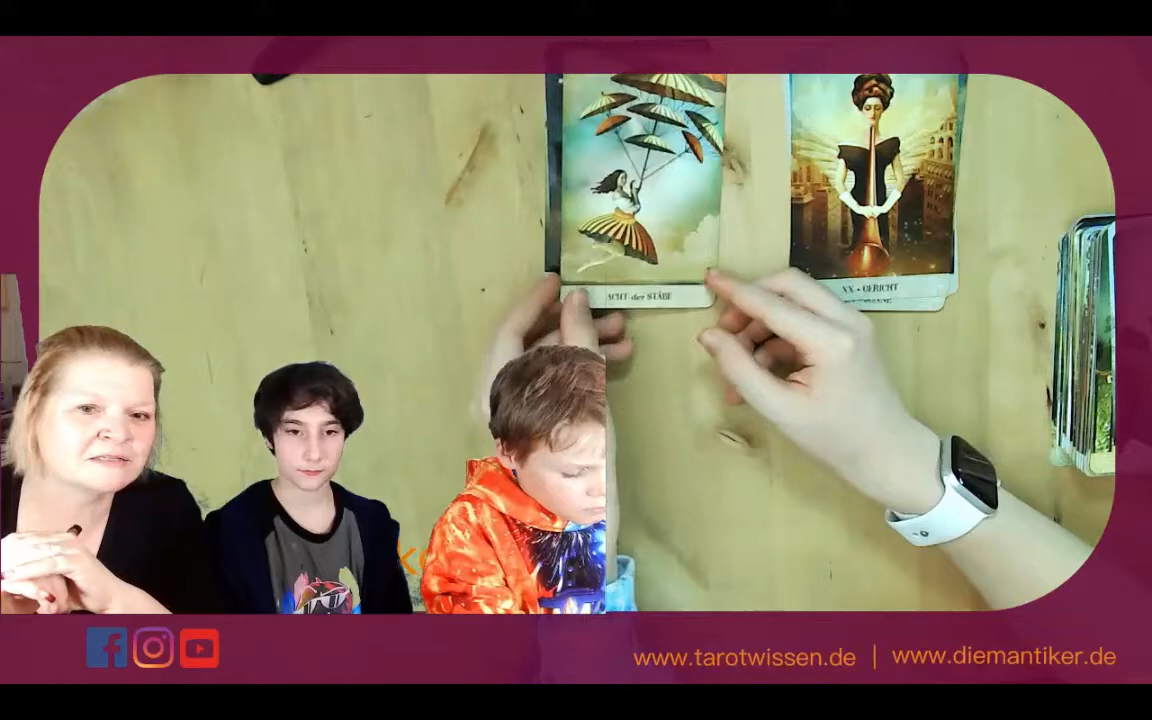 ACHT der STÄBE
XX • GERICHT
www.tarotwissen.de | www.diemantiker.de